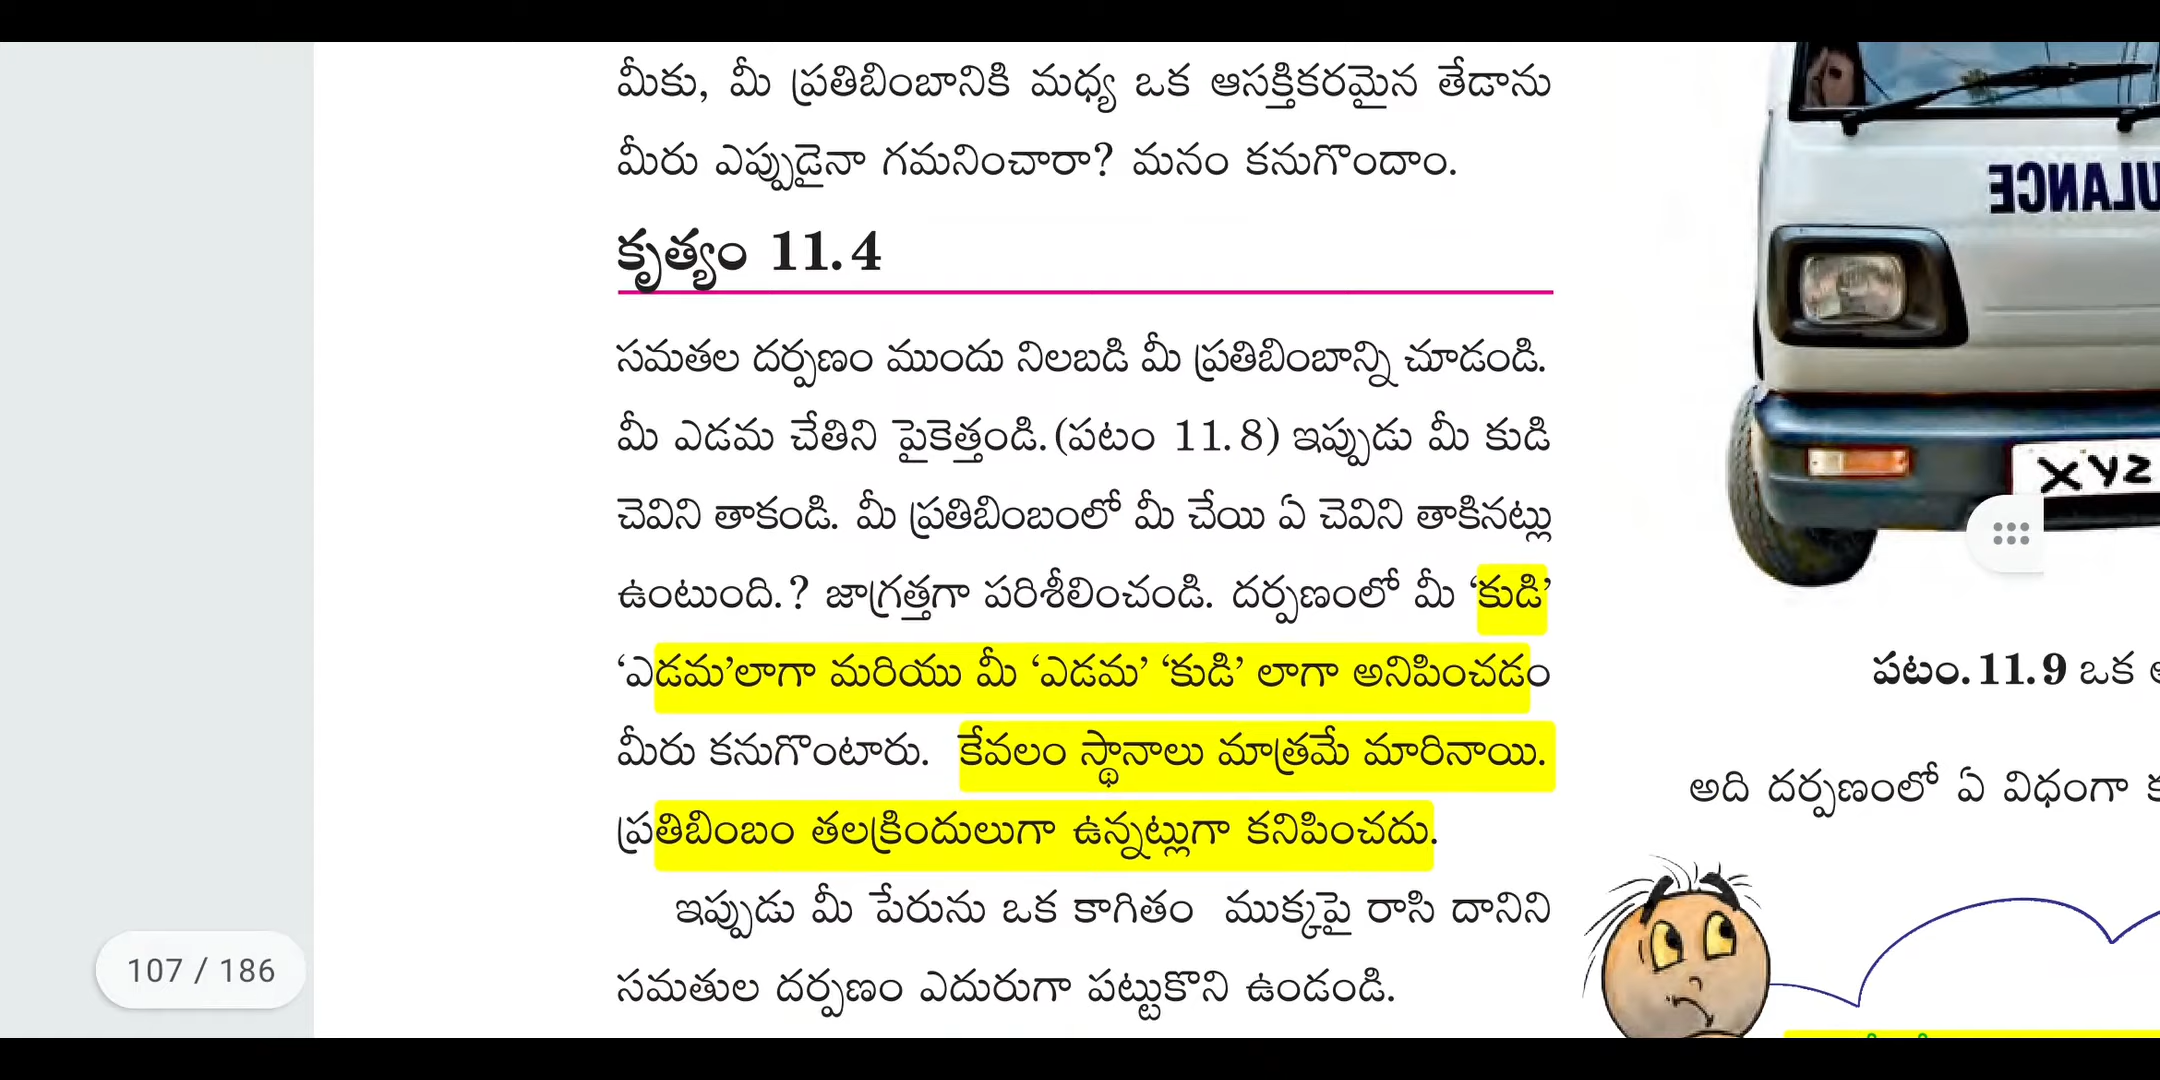 మీకు, మీ ప్రతిబింబానికి మధ్య ఒక ఆసక్తికరమైన తేడాను
మీరు ఎప్పుడైనా గమనించారా? మనం కనుగొందాం.
కృత్యం 11.4
సమతల దర్పణం ముందు నిలబడి మీ ప్రతిబింబాన్ని చూడండి.
మీ ఎడమ చేతిని పైకెత్తండి.(పటం 11.8) ఇప్పుడు మీ కుడి
చెవిని తాకండి. మీ ప్రతిబింబంలో మీ చేయి ఏ చెవిని తాకినట్లు
ఉంటుంది.? జాగ్రత్తగా పరిశీలించండి. దర్పణంలో మీ ‘కుడి’
‘ఎడమ’లాగా మరియు మీ ‘ఎడమ’ ‘కుడి’ లాగా అనిపించడం
మీరు కనుగొంటారు. కేవలం స్థానాలు మాత్రమే మారినాయి.
ప్రతిబింబం తలక్రిందులుగా ఉన్నట్లుగా కనిపించదు.
ఇప్పుడు మీ పేరును ఒక కాగితం ముక్కపై రాసి దానిని
సమతుల దర్పణం ఎదురుగా పట్టుకొని ఉండండి.
107 / 186
ULANCE
XYZ
పటం.11.9 ఒక
అది దర్పణంలో ఏ విధంగా